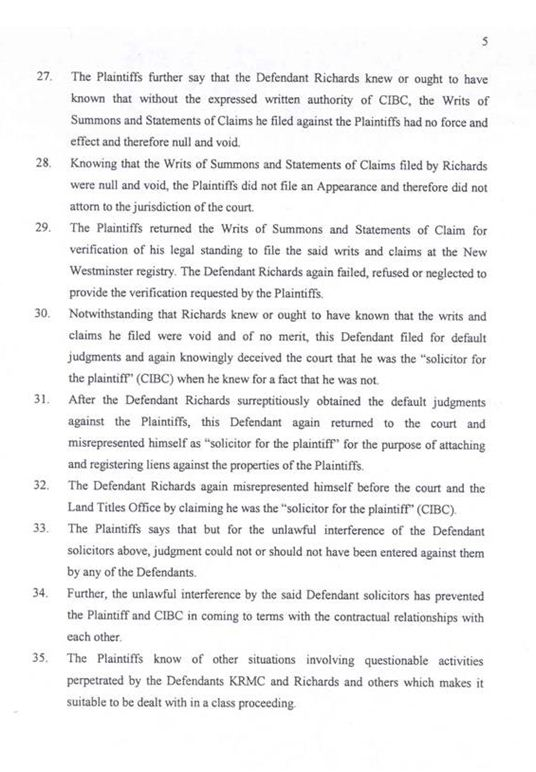 5
27. The Plaintiffs further say that the Defendant Richards knew or ought to have
known that without the expressed written authority of CIBC, the Writs of
Summons and Statements of Claims he filed against the Plaintiffs had no force and
effect and therefore null and void.
28. Knowing that the Writs of Summons and Statements of Claims filed by Richards
were null and void, the Plaintiffs did not file an Appearance and therefore did not
attorn to the jurisdiction of the court.
29. The Plaintiffs returned the Writs of Summons and Statements of Claim for
verification of his legal standing to file the said writs and claims at the New
Westminster registry. The Defendant Richards again failed, refused or neglected to
provide the verification requested by the Plaintiffs.
30. Notwithstanding that Richards knew or ought to have known that the writs and
claims he filed were void and of no merit, this Defendant filed for default
judgments and again knowingly deceived the court that he was the "solicitor for
the plaintiff" (CIBC) when he knew for a fact that he was not.
31. After the Defendant Richards surreptitiously obtained the default judgments
against the Plaintiffs, this Defendant again returned to the court and
misrepresented himself as "solicitor for the plaintiff" for the purpose of attaching
and registering liens against the properties of the Plaintiffs.
32. The Defendant Richards again misrepresented himself before the court and the
Land Titles Office by claiming he was the "solicitor for the plaintiff" (CIBC).
33. The Plaintiffs says that but for the unlawful interference of the Defendant
solicitors above, judgment could not or should not have been entered against them
by any of the Defendants.
34. Further, the unlawful interference by the said Defendant solicitors has prevented
the Plaintiff and CIBC in coming to terms with the contractual relationships with
each other.
35. The Plaintiffs know of other situations involving questionable activities
perpetrated by the Defendants KRMC and Richards and others which makes it
suitable to be dealt with in a class proceeding.